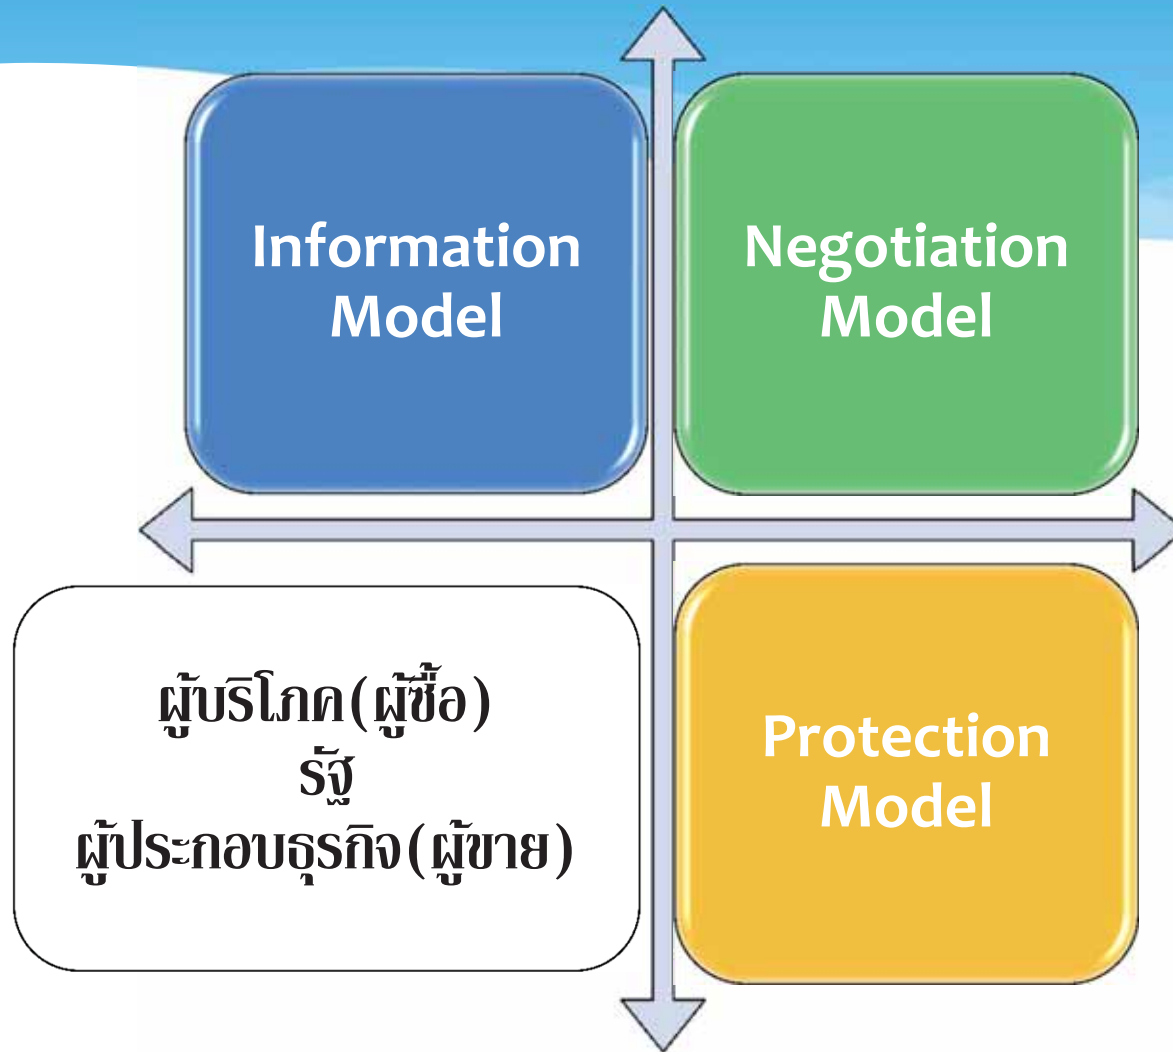 Information
Model
Negotiation
Model
ผู้บริโภค(ผู้ซื้อ)
รัฐ
ผู้ประกอบธุรกิจ(ผู้ขาย)
Protection
Model